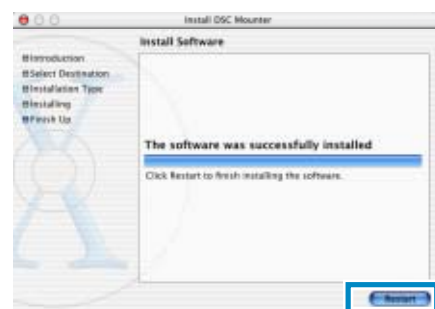 Install DSC Mounter
Install Software
Introduction
Select Destination
Installation Type
Installing
Finish Up
The software was successfully installed
Click Restart to finish installing the software.
Restart